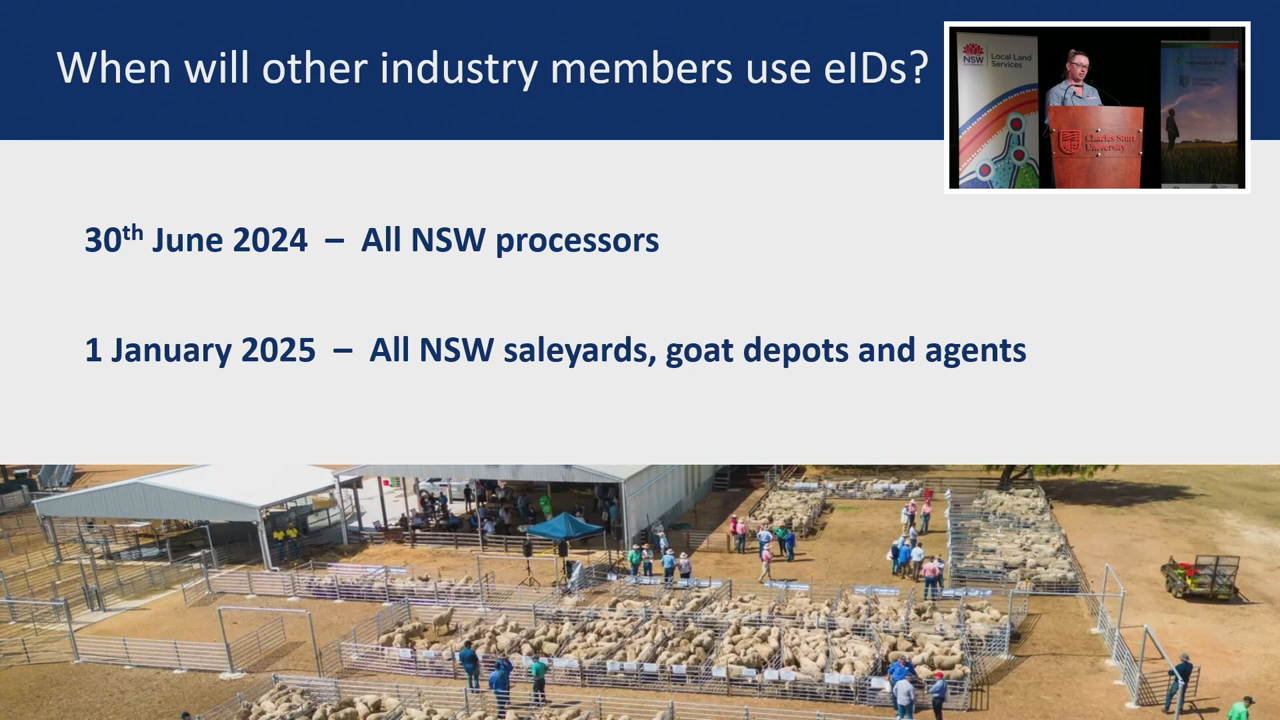 When will other industry members use eIDs?
NSW
Local Land
Services
Charles Sturt
University
30th June 2024 – All NSW processors
1 January 2025 – All NSW saleyards, goat depots and agents